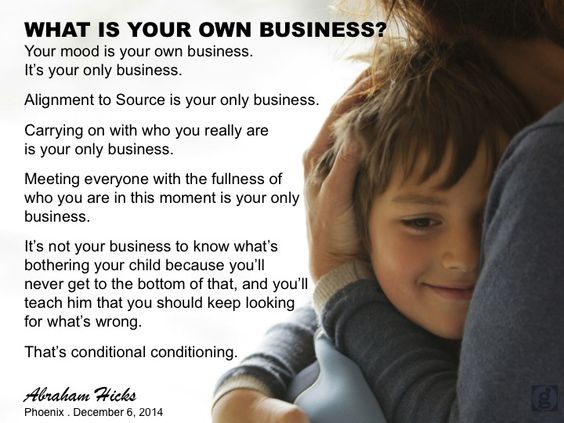 WHAT IS YOUR OWN BUSINESS?
Your mood is your own business.
It's your only business.
Alignment to Source is your only business.
Carrying on with who you really are
is your only business.
Meeting everyone with the fullness of
who you are in this moment is your only
business.
It's not your business to know what's
bothering your child because you'll
never get to the bottom of that, and you'll
teach him that you should keep looking
for what's wrong.
That's conditional conditioning.
Abraham Hicks
Phoenix . December 6, 2014
g